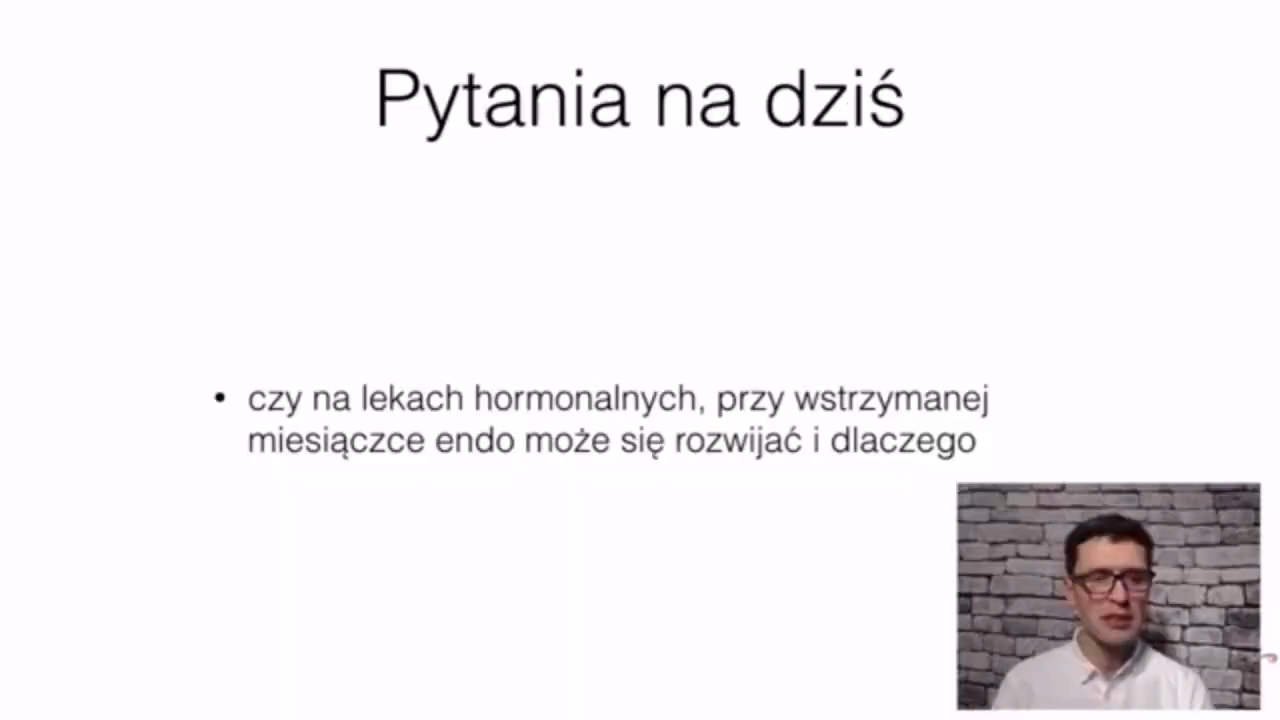 Pytania na dziś
• czy na lekach hormonalnych, przy wstrzymanej
miesiączce endo może się rozwijać i dlaczego